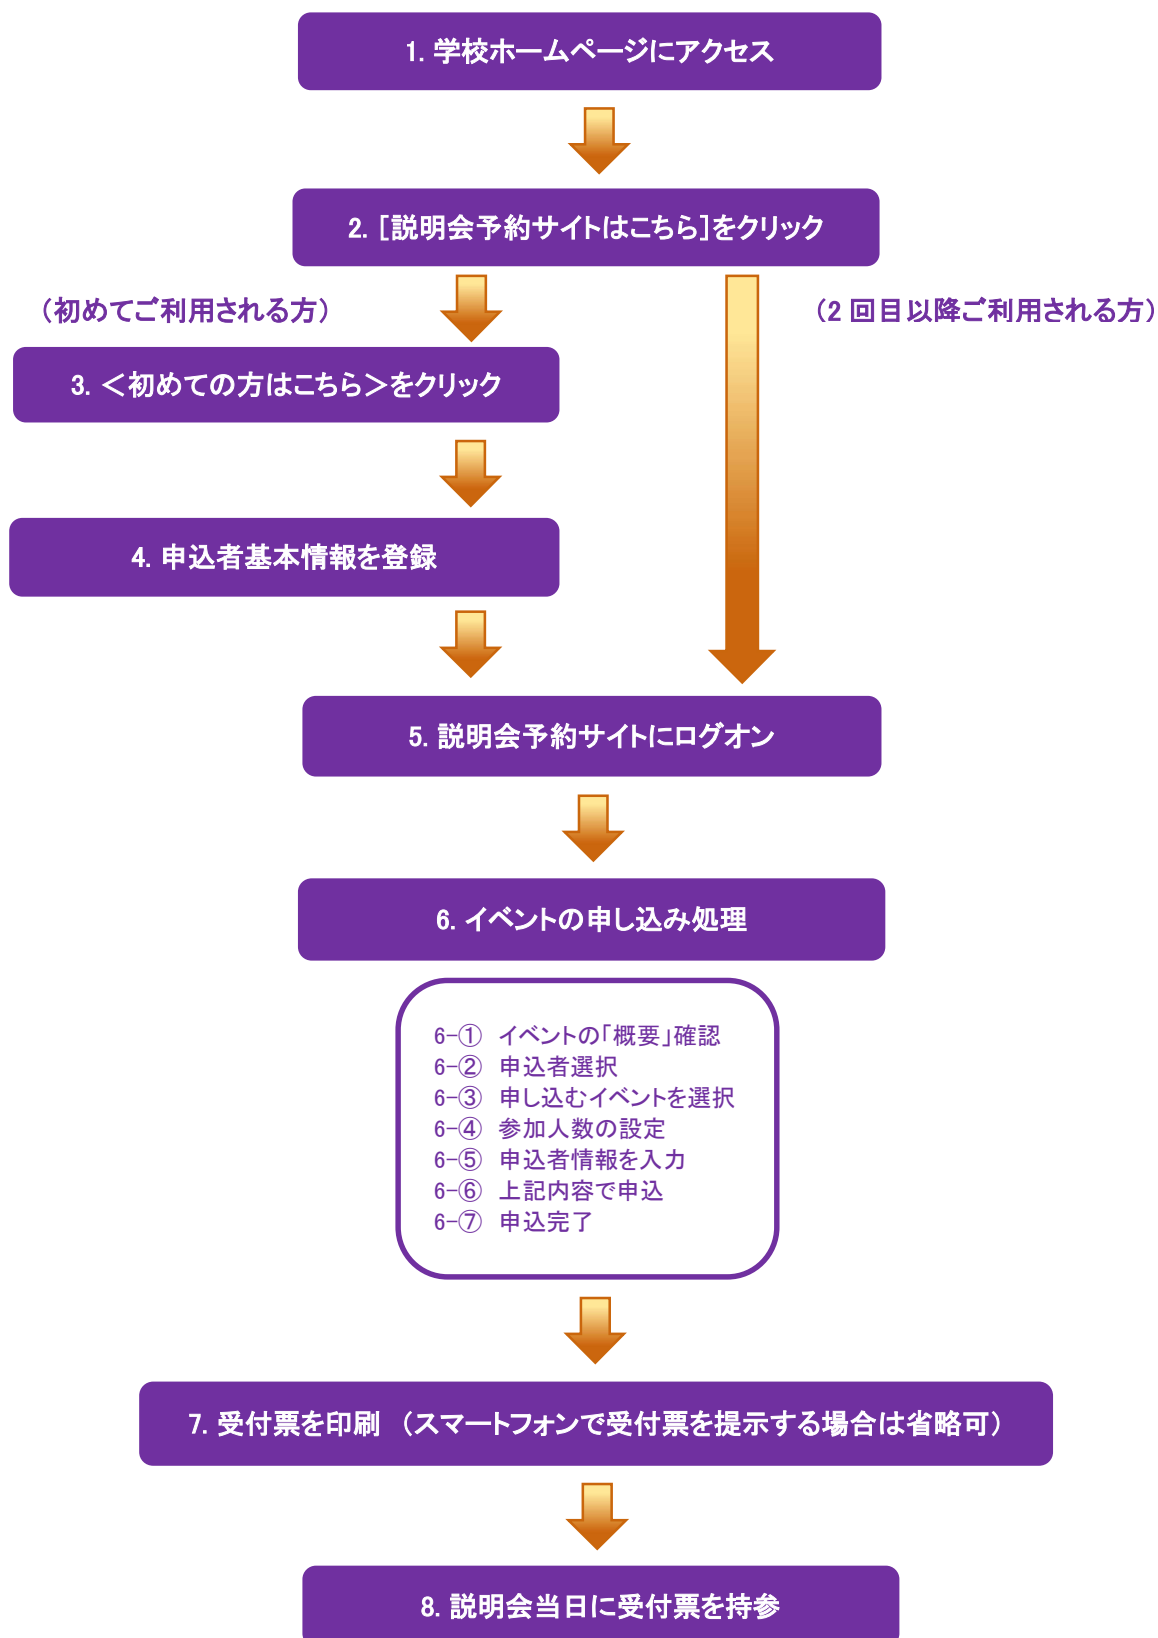 1. 学校ホームページにアクセス
2. [説明会予約サイトはこちら]をクリック
（初めてご利用される方）
（2 回目以降ご利用される方）
3. ＜初めての方はこちら＞をクリック
4. 申込者基本情報を登録
5. 説明会予約サイトにログオン
6. イベントの申し込み処理
6-① イベントの「概要」確認
6-② 申込者選択
6-③ 申し込むイベントを選択
6-④ 参加人数の設定
6-⑤ 申込者情報を入力
6-⑥ 上記内容で申込
6-⑦ 申込完了
7. 受付票を印刷 （スマートフォンで受付票を提示する場合は省略可）
8. 説明会当日に受付票を持参